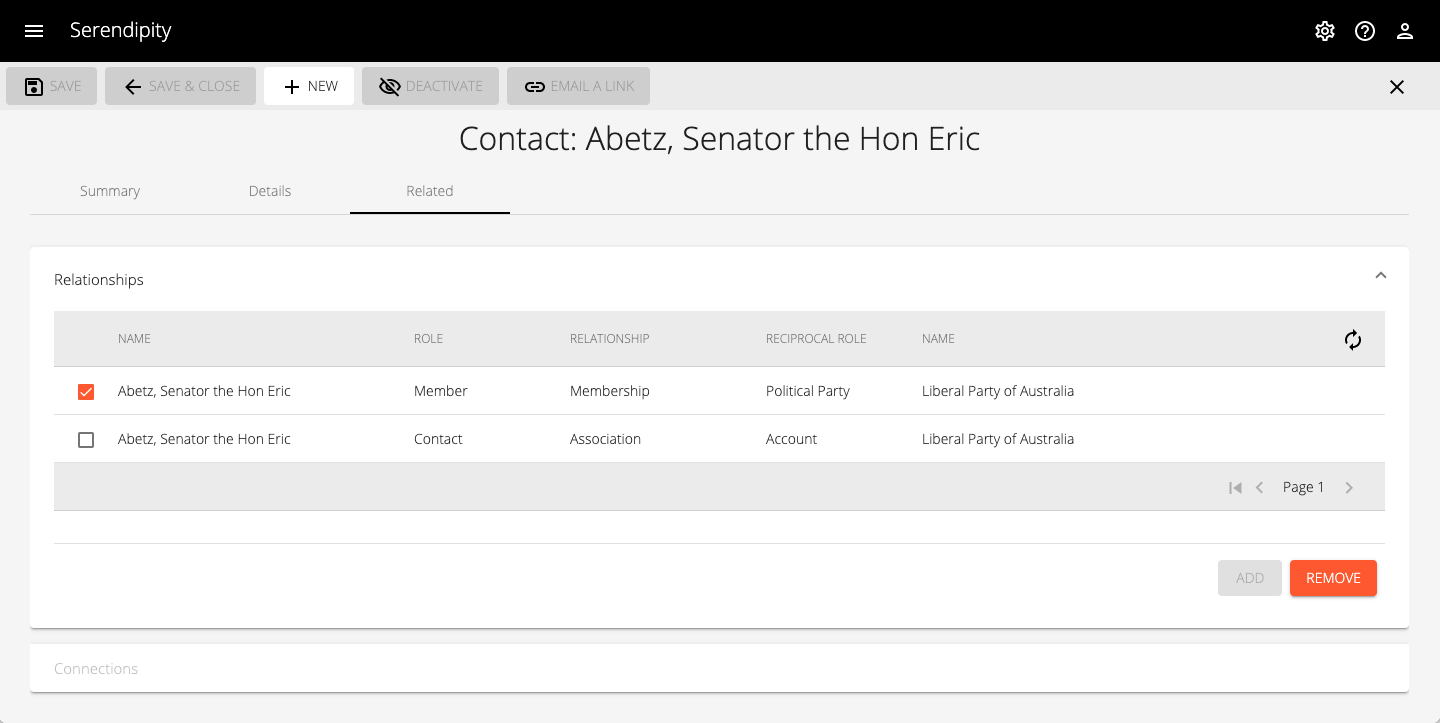 Serendipity
SAVE SAVE & CLOSE NEW DEACTIVATE EMAIL A LINK
Contact: Abetz, Senator the Hon Eric
Summary Details Related
Relationships
NAME ROLE RELATIONSHIP RECIPROCAL ROLE NAME
Abetz, Senator the Hon Eric Member Membership Political Party Liberal Party of Australia
Abetz, Senator the Hon Eric Contact Association Account Liberal Party of Australia
Page 1
ADD REMOVE
Connections